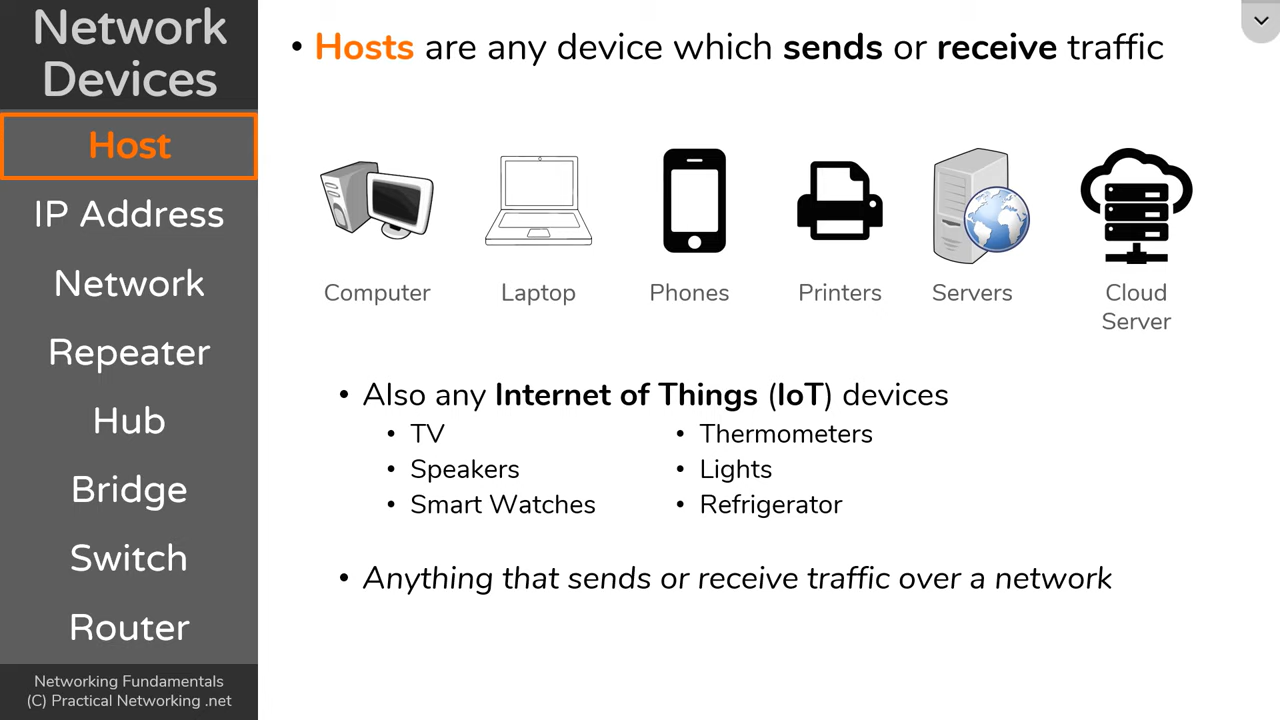 Network
Devices
Host
IP Address
Network
Repeater
Hub
Bridge
Switch
Router
Networking Fundamentals
(C) Practical Networking .net
• Hosts are any device which sends or receive traffic
Computer
Laptop
Phones
Printers
Servers
Cloud
Server
• Also any Internet of Things (IoT) devices
• TV
• Speakers
• Smart Watches
• Thermometers
• Lights
• Refrigerator
• Anything that sends or receive traffic over a network